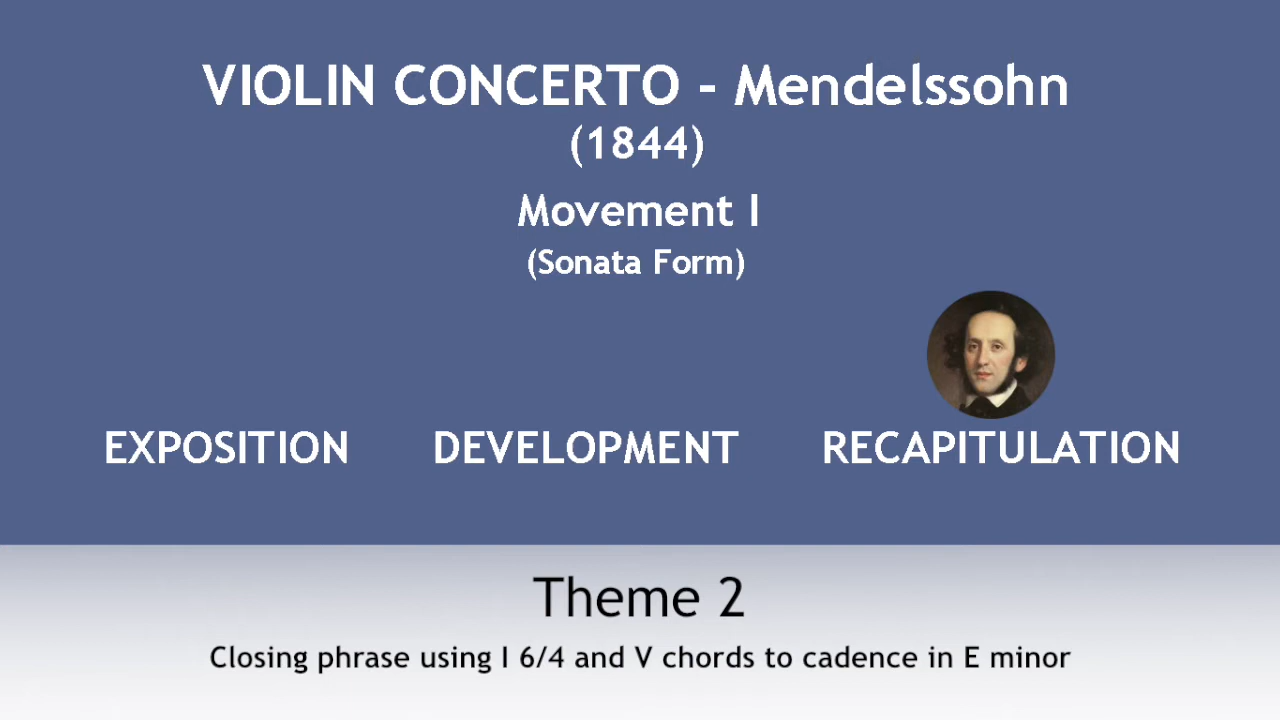 VIOLIN CONCERTO - Mendelssohn
(1844)
Movement I
(Sonata Form)
EXPOSITION DEVELOPMENT RECAPITULATION
Theme 2
Closing phrase using I 6/4 and V chords to cadence in E minor